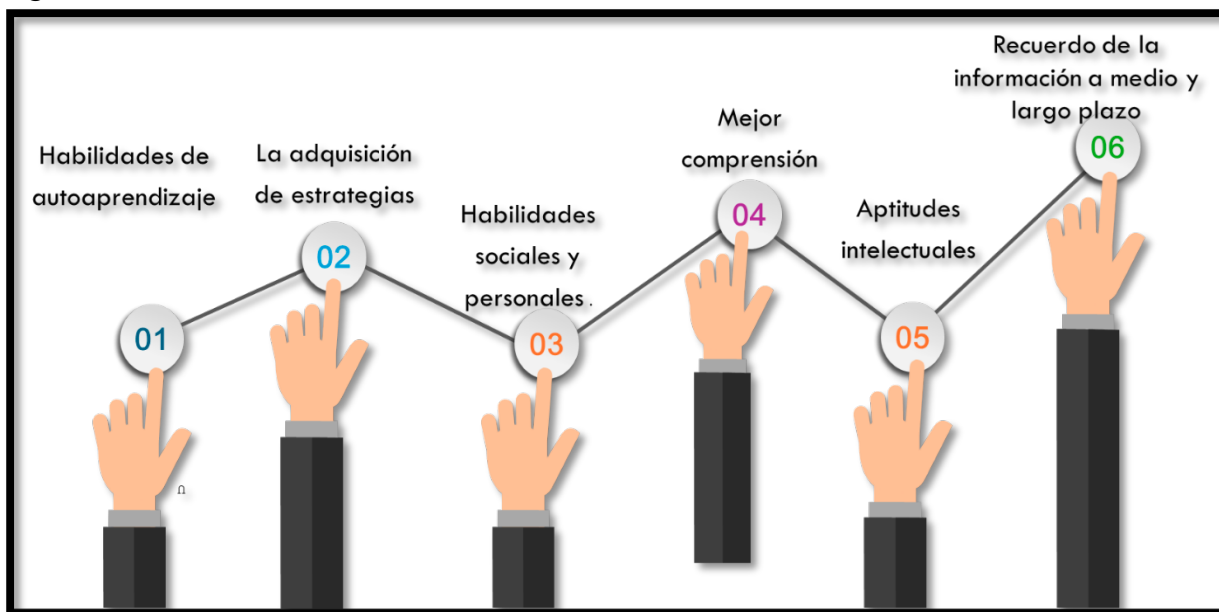 Habilidades de
autoaprendizaje
01
La adquisición
de estrategias
02
Habilidades
sociales y
personales.
03
Mejor
comprensión
04
Aptitudes
intelectuales
05
Recuerdo de la
información a medio y
largo plazo
06
Ω